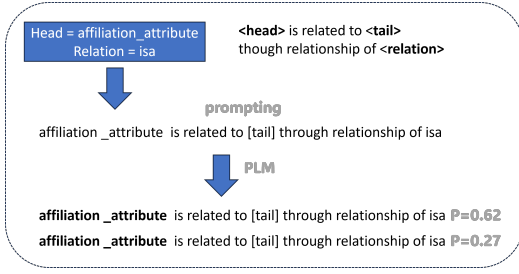 Head = affiliation_attribute
Relation = isa
<head> is related to <tail>
though relationship of <relation>
prompting
affiliation _attribute is related to [tail] through relationship of isa
PLM
affiliation _attribute is related to [tail] through relationship of isa P=0.62
affiliation _attribute is related to [tail] through relationship of isa P=0.27